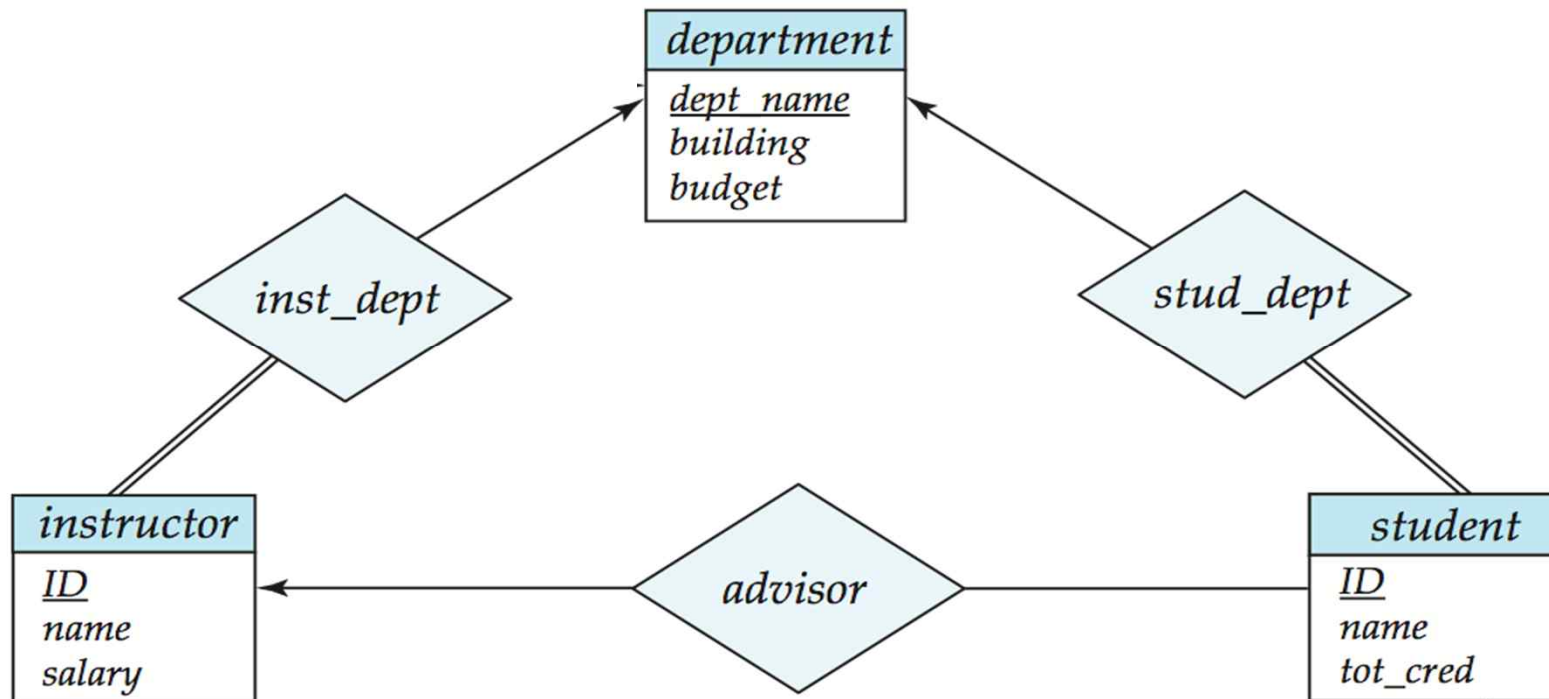 department
dept_name
building
budget
inst_dept
stud_dept
instructor
ID
name
salary
advisor
student
ID
name
tot_cred